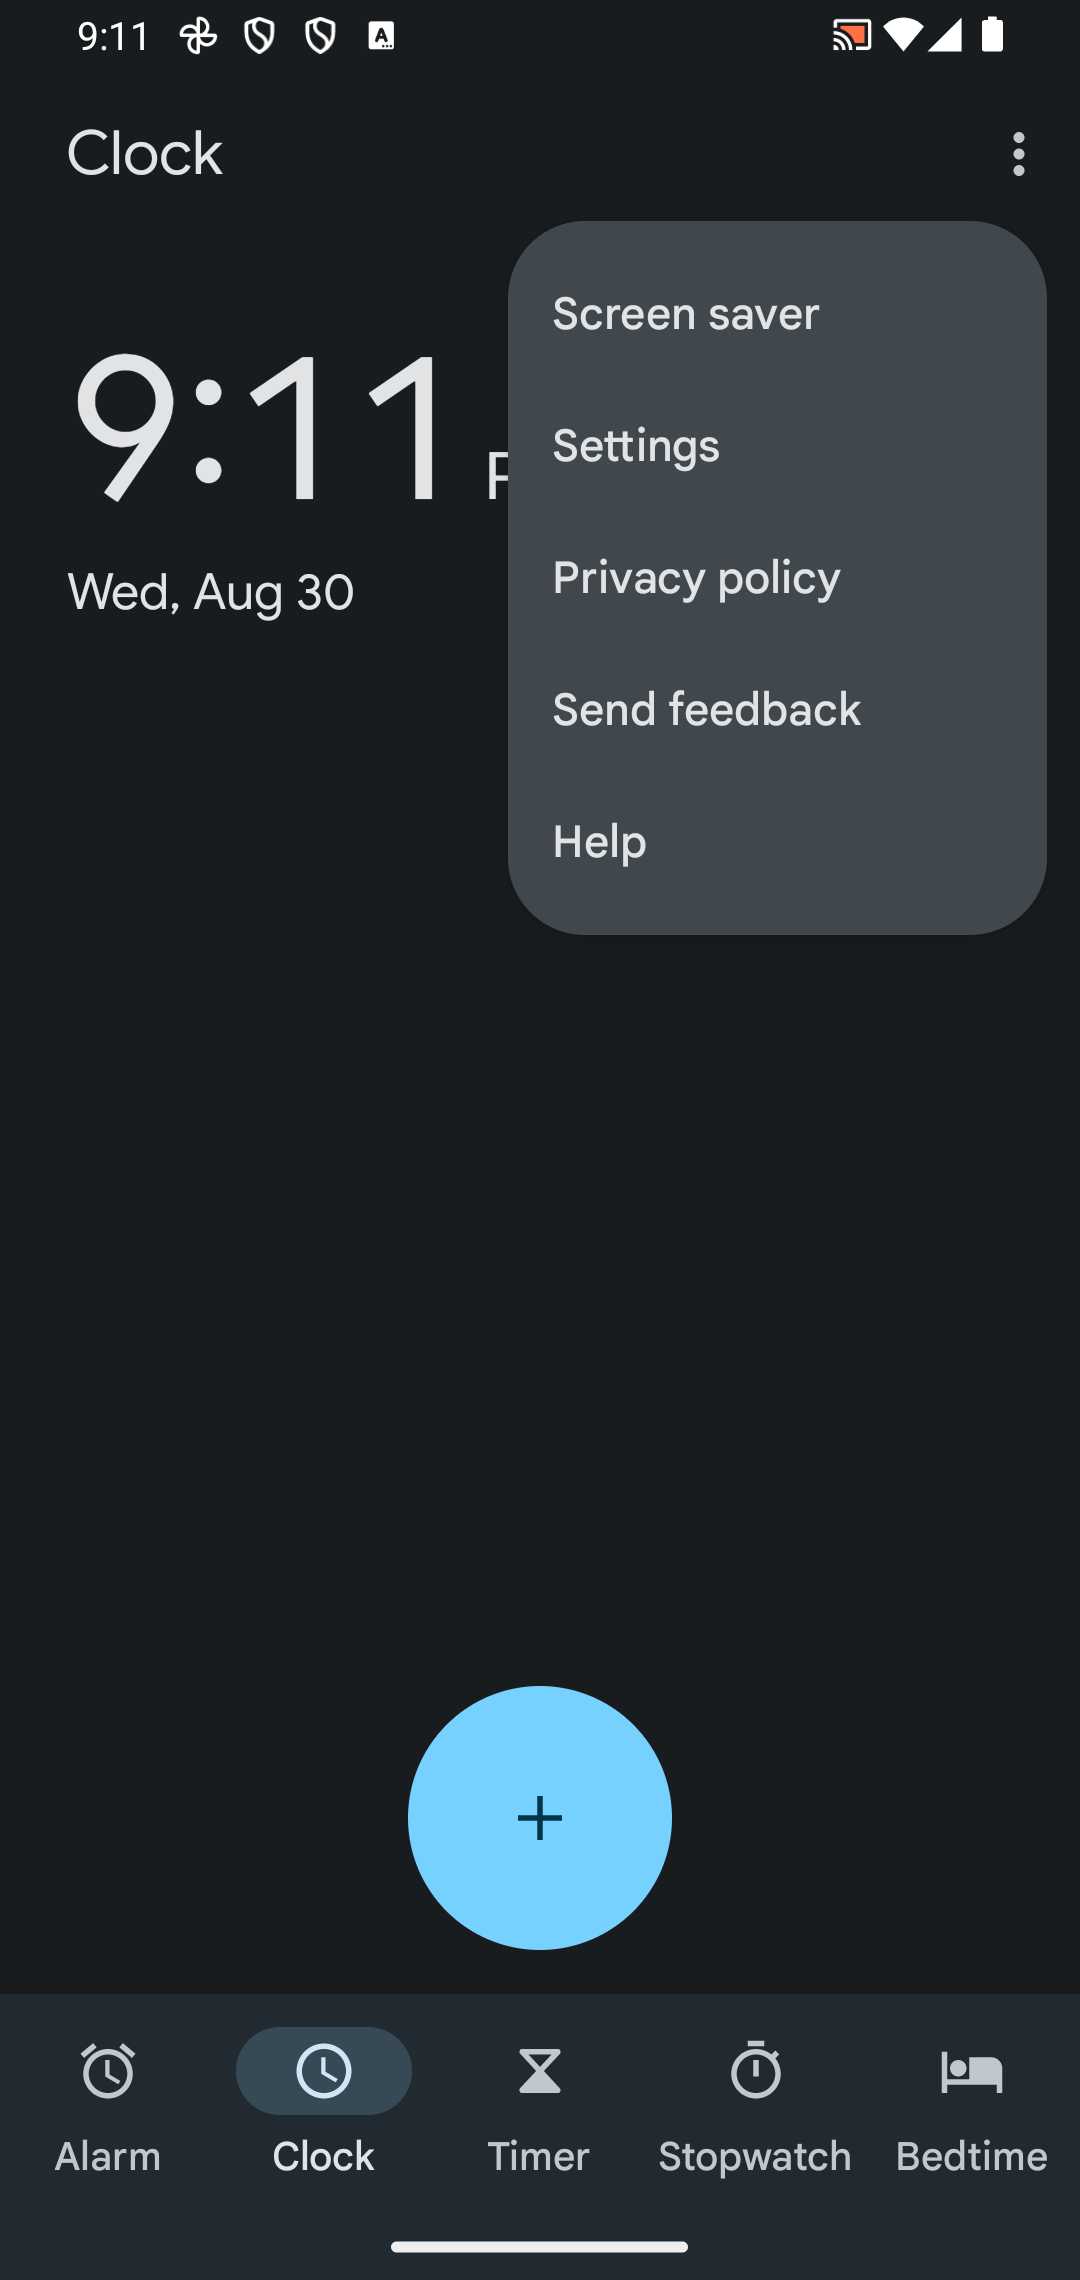 9:11
Clock
Screen saver
9:11
Settings
Wed, Aug 30
Privacy policy
Send feedback
Help
Alarm
Clock
Timer
Stopwatch
Bedtime